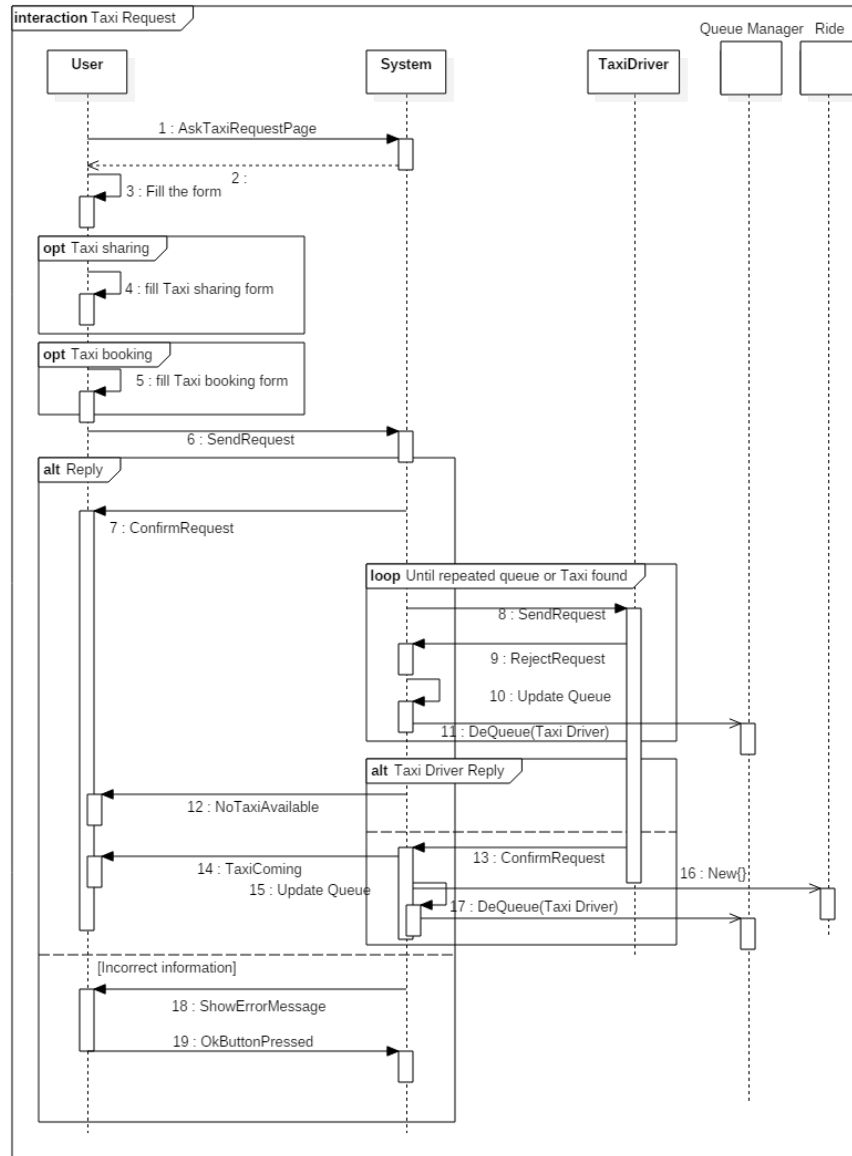 interaction Taxi Request
Queue Manager
Ride
User
System
TaxiDriver
1 : AskTaxiRequestPage
2 :
3 : Fill the form
opt Taxi sharing
4 : fill Taxi sharing form
opt Taxi booking
5 : fill Taxi booking form
6 : SendRequest
alt Reply
7 : ConfirmRequest
loop Until repeated queue or Taxi found
8 : SendRequest
9 : RejectRequest
10 : Update Queue
11 : DeQueue(Taxi Driver)
alt Taxi Driver Reply
12 : NoTaxiAvailable
13 : ConfirmRequest
14 : TaxiComing
16 : New{}
15 : Update Queue
17 : DeQueue(Taxi Driver)
[Incorrect information]
18 : ShowErrorMessage
19 : OkButtonPressed